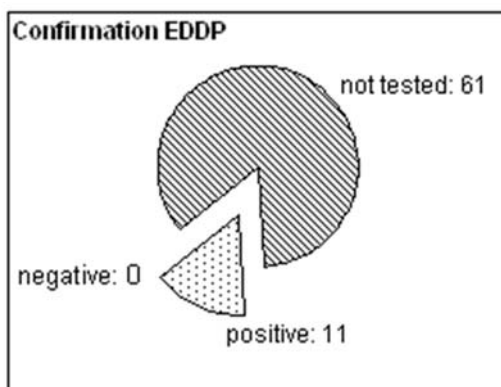 Confirmation EDDP
not tested: 61
negative: 0
positive: 11